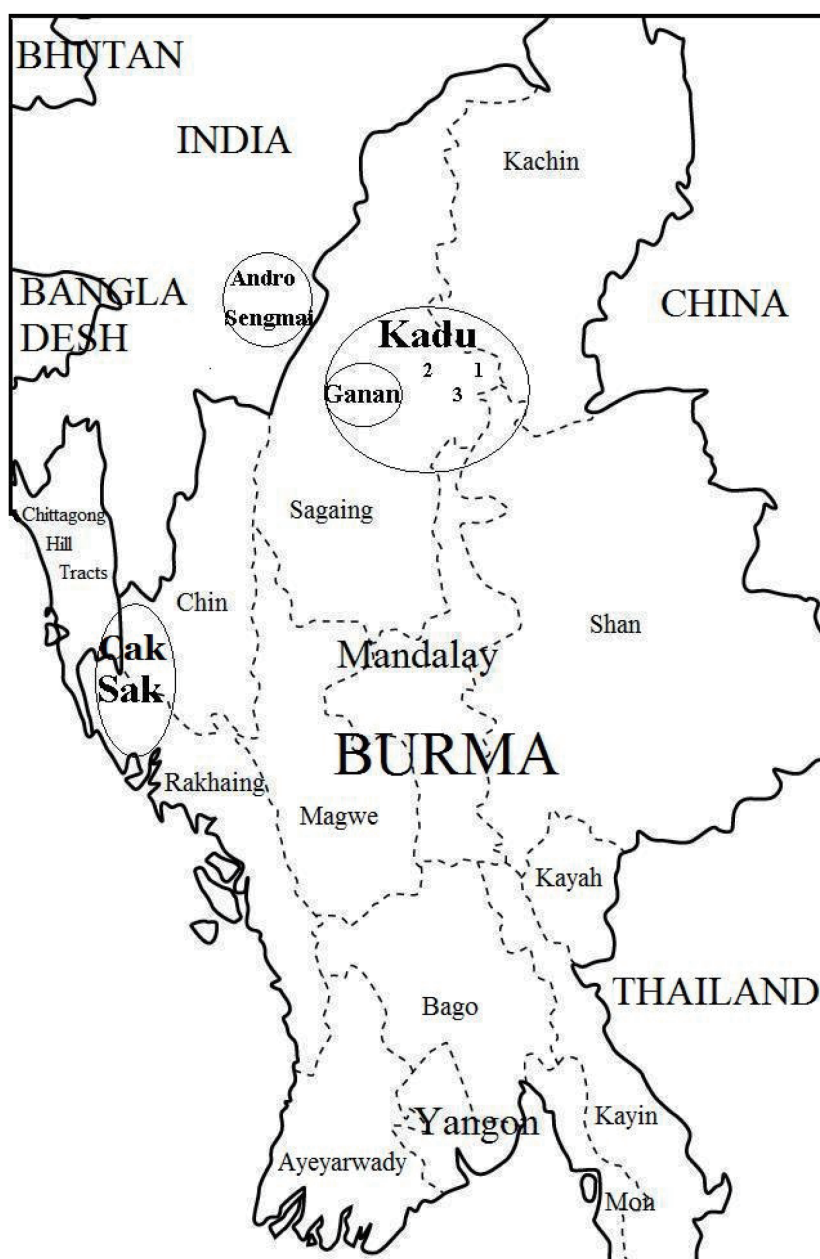 BHUTAN
INDIA
Kachin
Andro
Sengmai
BANGLA
DESH
CHINA
Kadu
2
1
Ganan
3
Sagaing
Chittagong
Hill
Tracts
Chin
Shan
Cak
Sak
Mandalay
BURMA
Rakhaing
Magwe
Kayah
THAILAND
Bago
Yangon
Kayin
Ayeyarwady
Mon